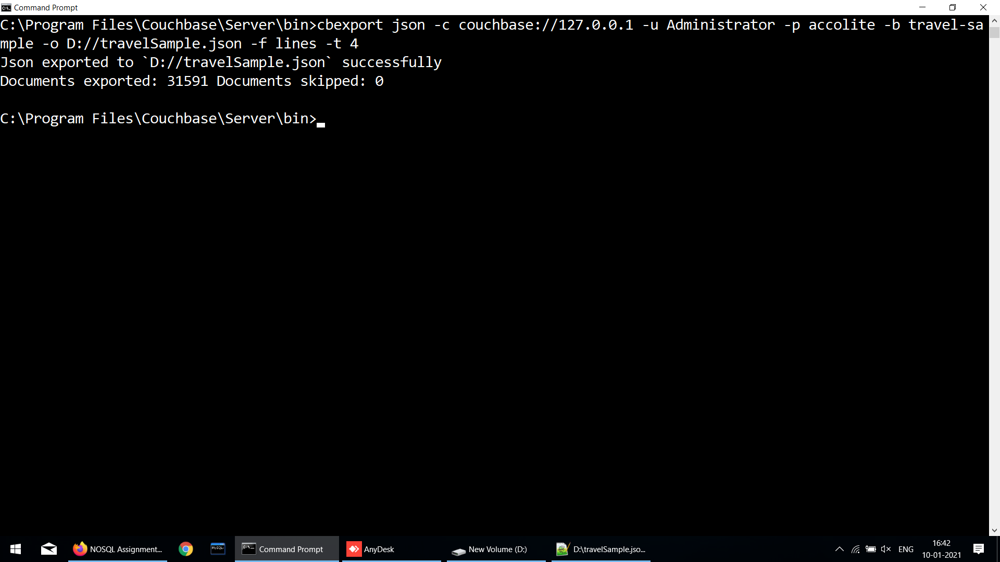 Command Prompt
C:\Program Files\Couchbase\Server\bin>cbexport json -c couchbase://127.0.0.1 -u Administrator -p accolite -b travel-sa
mple -o D://travelSample.json -f lines -t 4
Json exported to `D://travelSample.json` successfully
Documents exported: 31591 Documents skipped: 0
C:\Program Files\Couchbase\Server\bin>
NOSQL Assignment... MySQL Command Prompt AnyDesk New Volume (D:) D:\travelSample.jso... ENG 16:42
10-01-2021